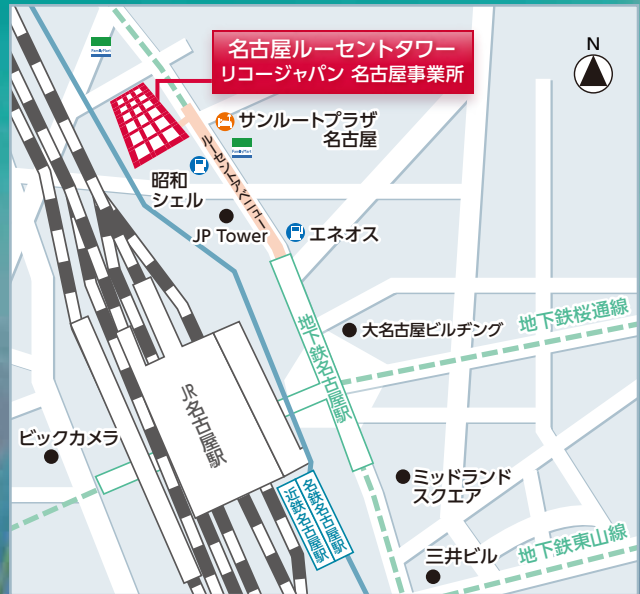 名古屋ルーセントタワー
リコージャパン 名古屋事業所
N
FamilyMart
サンルートプラザ
名古屋
FamilyMart
ルーセントアベニュー
昭和
シェル
JP Tower
エネオス
地下鉄名古屋駅
大名古屋ビルヂング
地下鉄桜通線
JR名古屋駅
ビックカメラ
ミッドランド
スクエア
名鉄名古屋駅
近鉄名古屋駅
三井ビル
地下鉄東山線